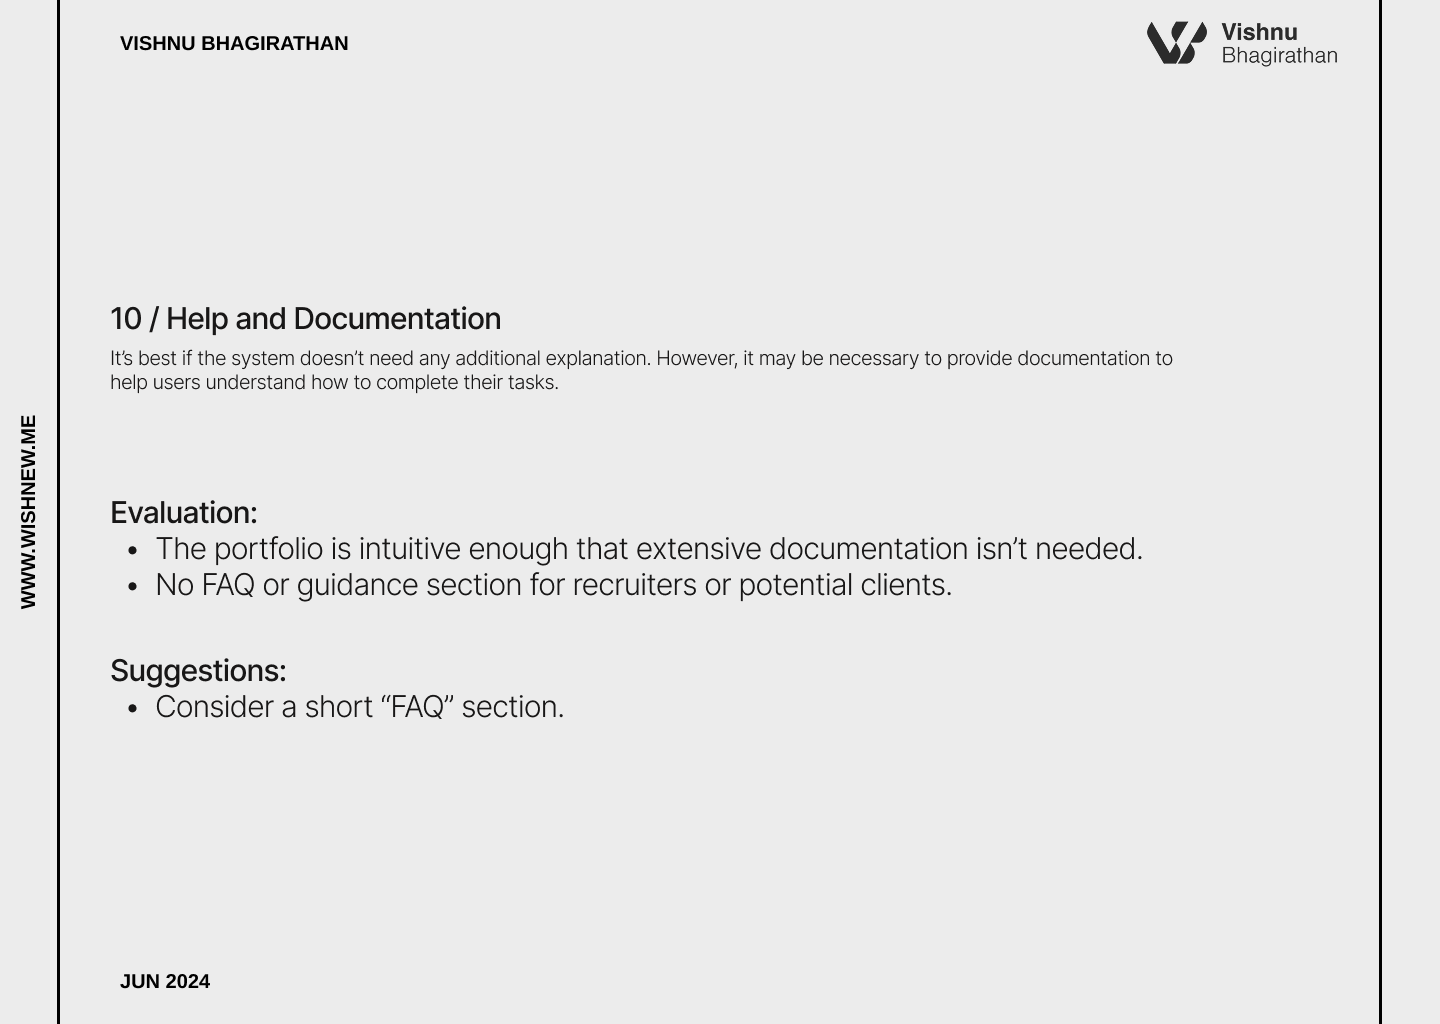 VISHNU BHAGIRATHAN
Vishnu
Bhagirathan
10 / Help and Documentation
It’s best if the system doesn’t need any additional explanation. However, it may be necessary to provide documentation to
help users understand how to complete their tasks.
WWW.WISHNEW.ME
Evaluation:
• The portfolio is intuitive enough that extensive documentation isn’t needed.
• No FAQ or guidance section for recruiters or potential clients.
Suggestions:
• Consider a short “FAQ” section.
JUN 2024